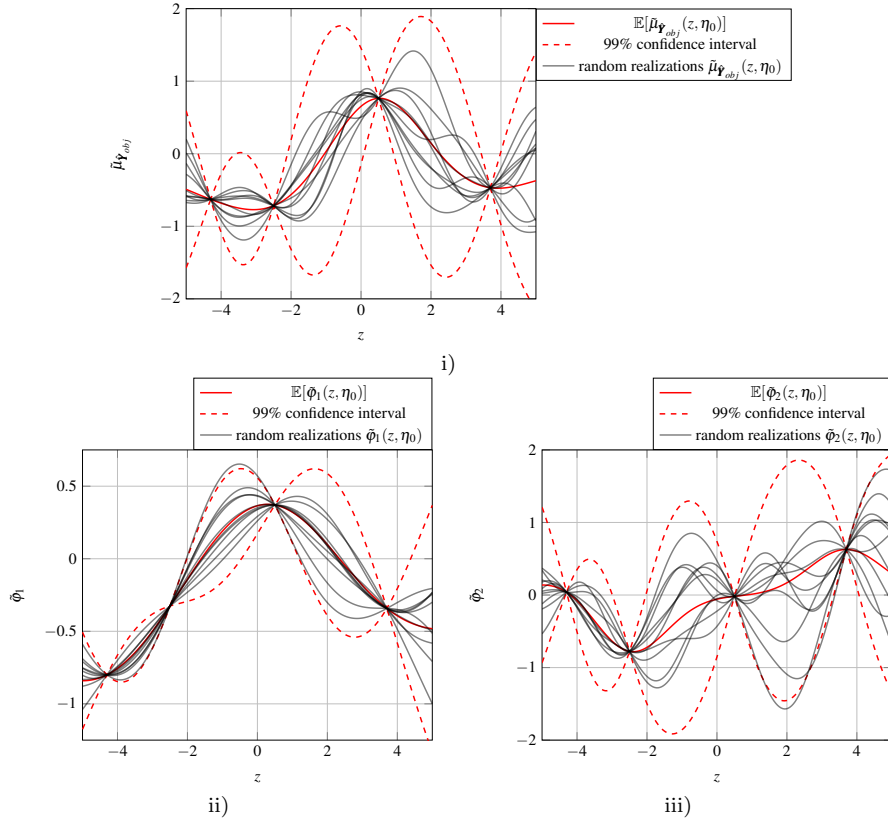 𝔼[μ̃_Ŷ_obj(z, η₀)]
99% confidence interval
random realizations μ̃_Ŷ_obj(z, η₀)
2
1
0
−1
−2
μ̃_Ŷ_obj
−4 −2 0 2 4
z
i)
𝔼[φ̃₁(z, η₀)]
99% confidence interval
random realizations φ̃₁(z, η₀)
0.5
0
−0.5
−1
φ̃₁
−4 −2 0 2 4
z
ii)
𝔼[φ̃₂(z, η₀)]
99% confidence interval
random realizations φ̃₂(z, η₀)
2
1
0
−1
−2
φ̃₂
−4 −2 0 2 4
z
iii)